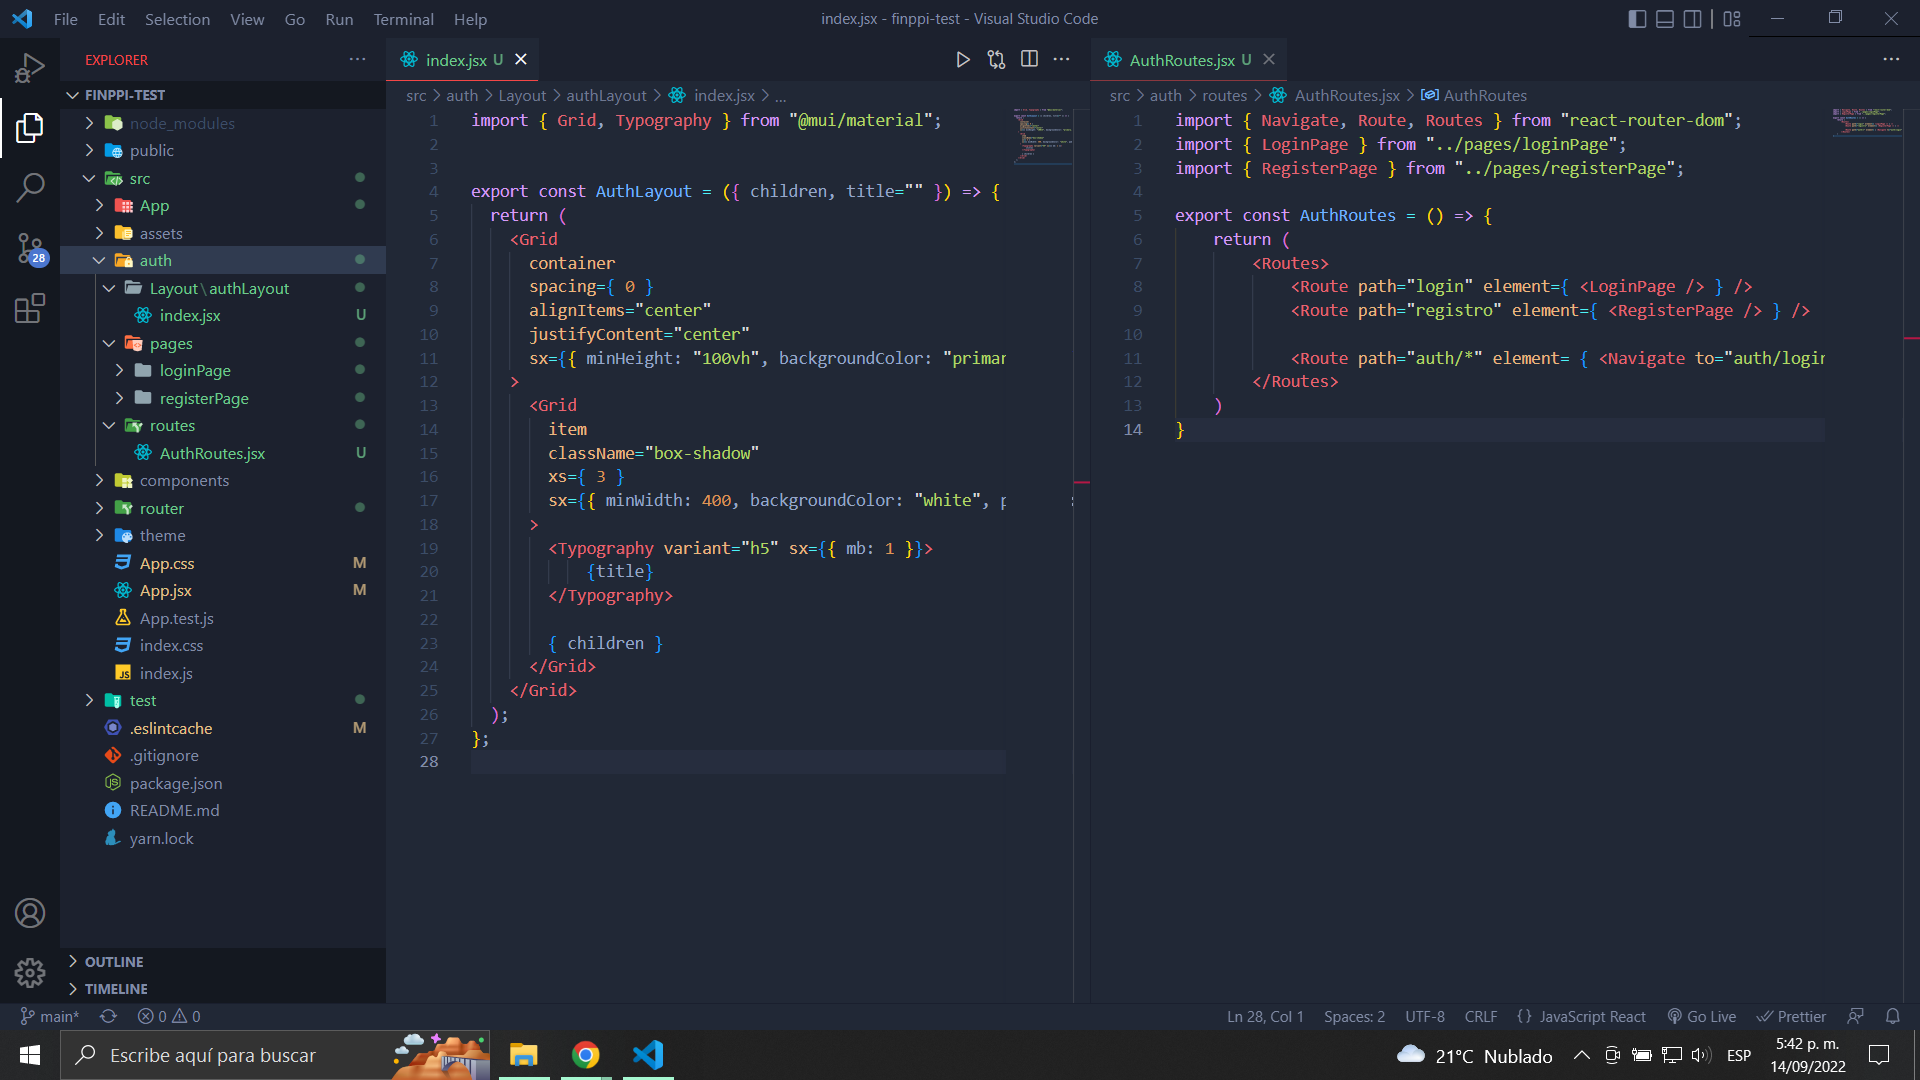 File Edit Selection View Go Run Terminal Help
index.jsx - finppi-test - Visual Studio Code
EXPLORER
FINPPI-TEST
node_modules
public
src
App
assets
auth
Layout\authLayout
index.jsx U
pages
loginPage
registerPage
routes
AuthRoutes.jsx U
components
router
theme
App.css M
App.jsx M
App.test.js
index.css
index.js
test
.eslintcache M
.gitignore
package.json
README.md
yarn.lock
OUTLINE
TIMELINE
28
index.jsx U
src > auth > Layout > authLayout > index.jsx > ...
1 import { Grid, Typography } from "@mui/material";
2
3
4 export const AuthLayout = ({ children, title="" }) => {
5 return (
6 <Grid
7 container
8 spacing={ 0 }
9 alignItems="center"
10 justifyContent="center"
11 sx={{ minHeight: "100vh", backgroundColor: "primar
12 >
13 <Grid
14 item
15 className="box-shadow"
16 xs={ 3 }
17 sx={{ minWidth: 400, backgroundColor: "white", p
18 >
19 <Typography variant="h5" sx={{ mb: 1 }}>
20 {title}
21 </Typography>
22
23 { children }
24 </Grid>
25 </Grid>
26 );
27 };
28
AuthRoutes.jsx U
src > auth > routes > AuthRoutes.jsx > AuthRoutes
1 import { Navigate, Route, Routes } from "react-router-dom";
2 import { LoginPage } from "../pages/loginPage";
3 import { RegisterPage } from "../pages/registerPage";
4
5 export const AuthRoutes = () => {
6 return (
7 <Routes>
8 <Route path="login" element={ <LoginPage /> } />
9 <Route path="registro" element={ <RegisterPage /> } />
10
11 <Route path="auth/*" element= { <Navigate to="auth/login
12 </Routes>
13 )
14 }
main* 0 0
Ln 28, Col 1 Spaces: 2 UTF-8 CRLF {} JavaScript React Go Live Prettier
Escribe aquí para buscar
21°C Nublado
ESP
5:42 p. m.
14/09/2022